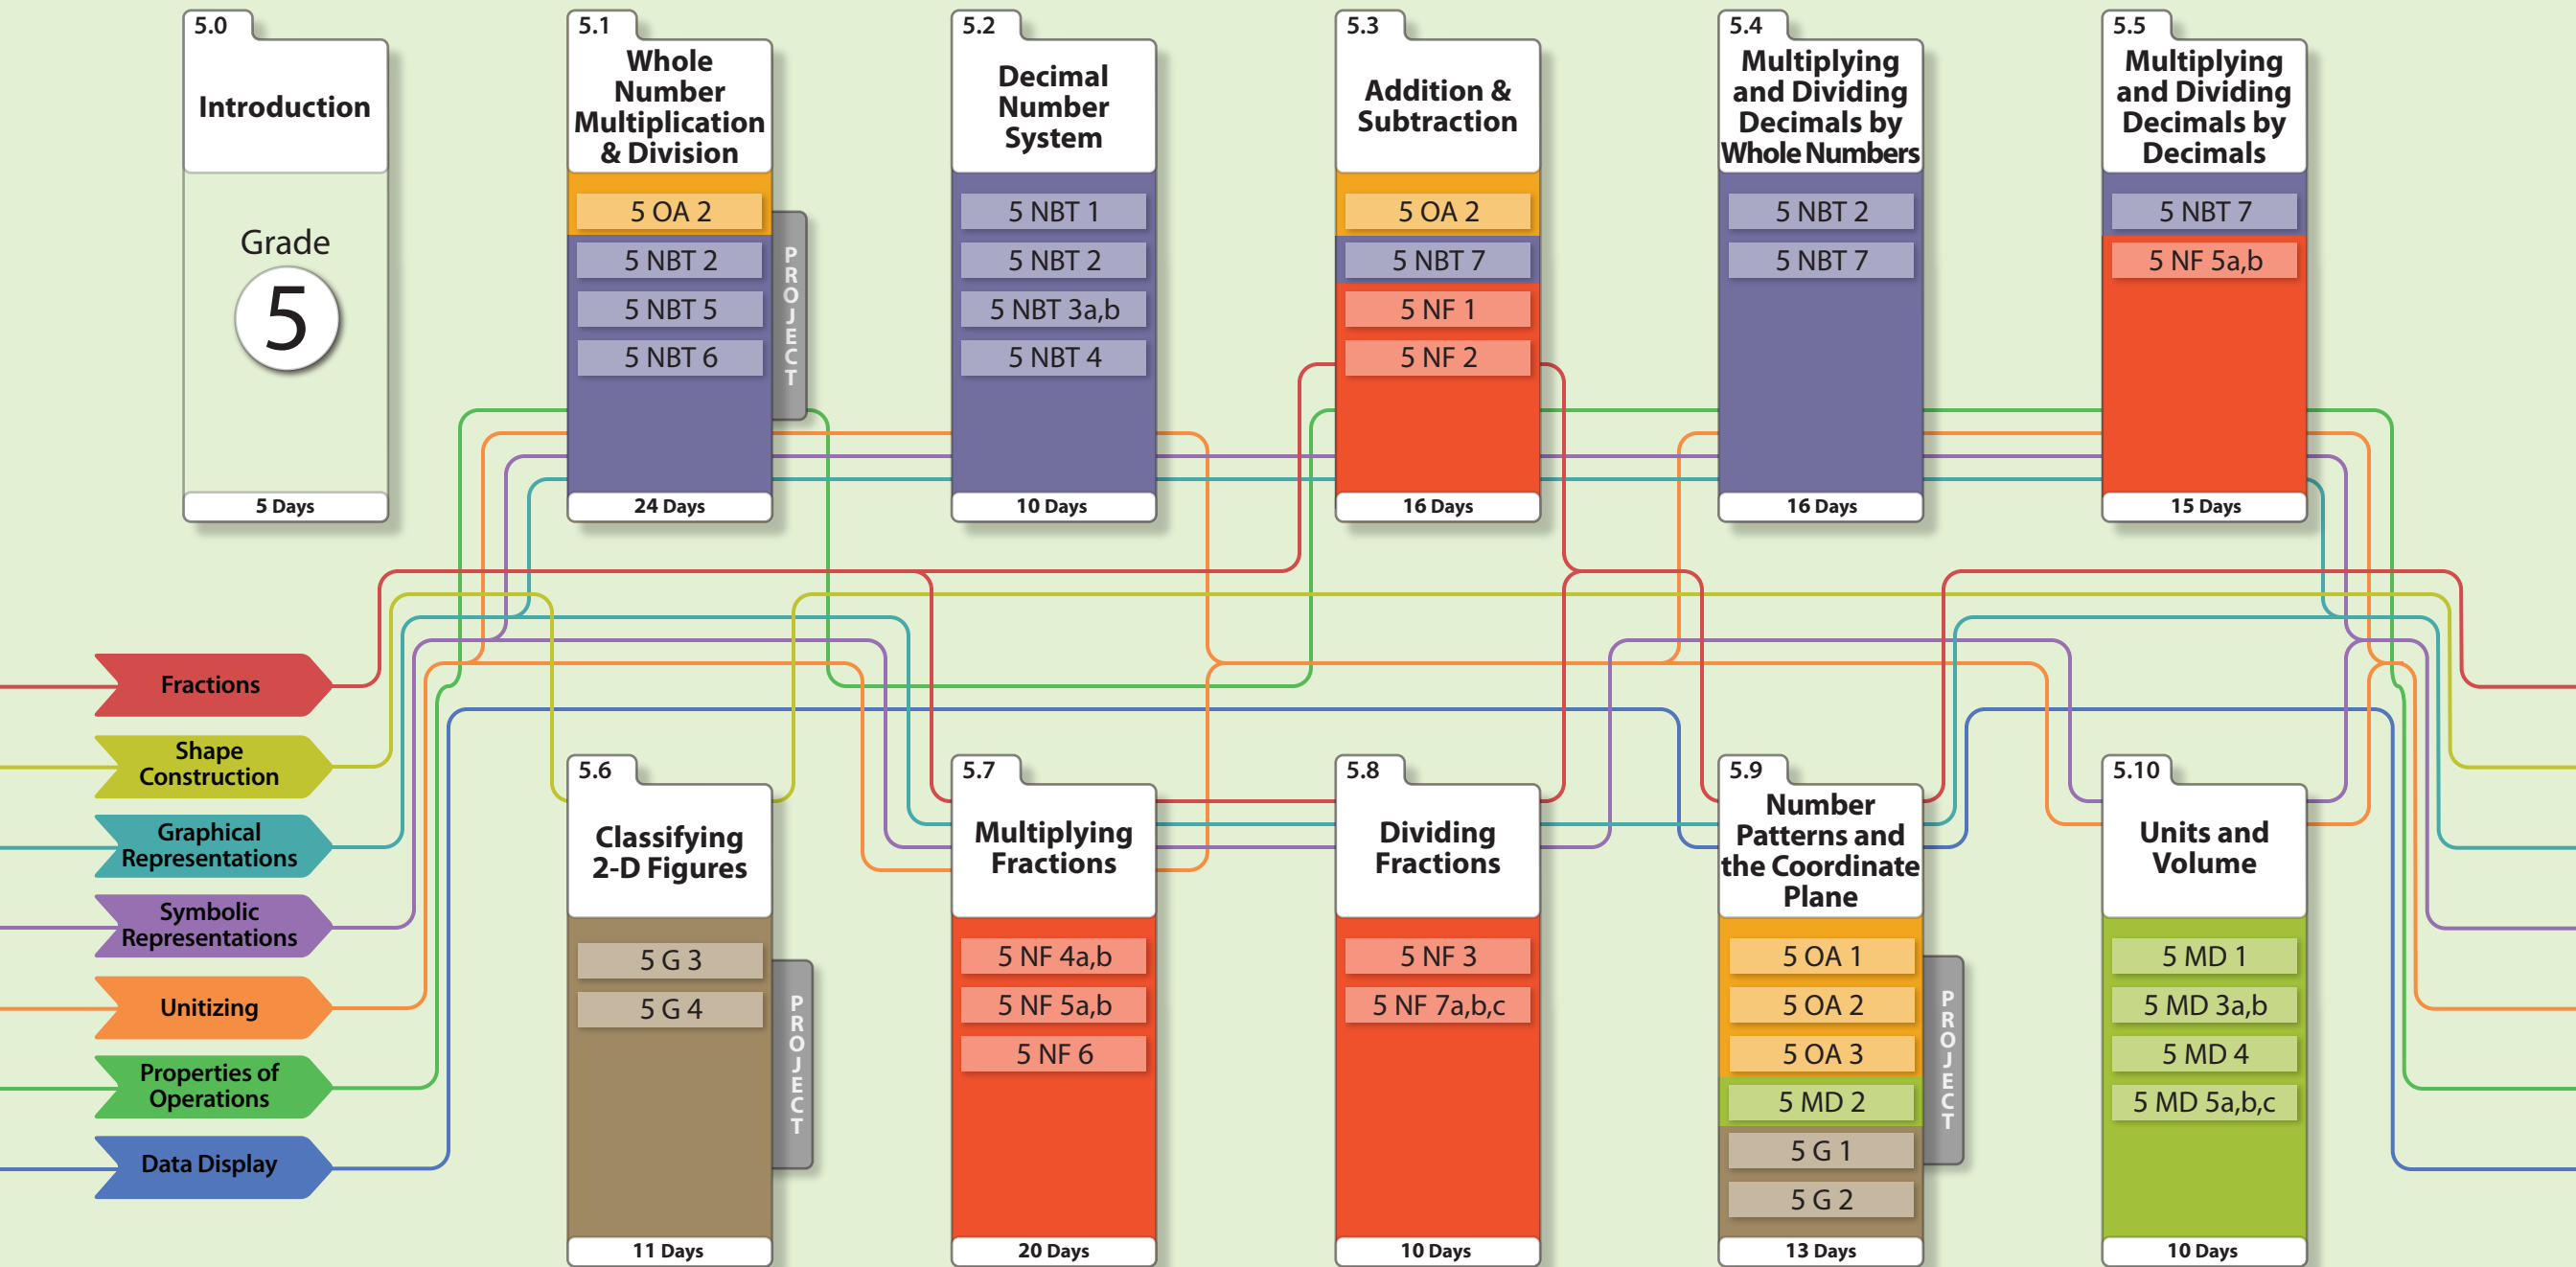 5.0
Introduction
Grade
5
5 Days
5.1
Whole
Number
Multiplication
& Division
5 OA 2
5 NBT 2
5 NBT 5
5 NBT 6
PROJECT
24 Days
5.2
Decimal
Number
System
5 NBT 1
5 NBT 2
5 NBT 3a,b
5 NBT 4
10 Days
5.3
Addition &
Subtraction
5 OA 2
5 NBT 7
5 NF 1
5 NF 2
16 Days
5.4
Multiplying
and Dividing
Decimals by
Whole Numbers
5 NBT 2
5 NBT 7
16 Days
5.5
Multiplying
and Dividing
Decimals by
Decimals
5 NBT 7
5 NF 5a,b
15 Days
Fractions
Shape
Construction
Graphical
Representations
Symbolic
Representations
Unitizing
Properties of
Operations
Data Display
5.6
Classifying
2-D Figures
5 G 3
5 G 4
PROJECT
11 Days
5.7
Multiplying
Fractions
5 NF 4a,b
5 NF 5a,b
5 NF 6
20 Days
5.8
Dividing
Fractions
5 NF 3
5 NF 7a,b,c
10 Days
5.9
Number
Patterns and
the Coordinate
Plane
5 OA 1
5 OA 2
5 OA 3
5 MD 2
5 G 1
5 G 2
PROJECT
13 Days
5.10
Units and
Volume
5 MD 1
5 MD 3a,b
5 MD 4
5 MD 5a,b,c
10 Days